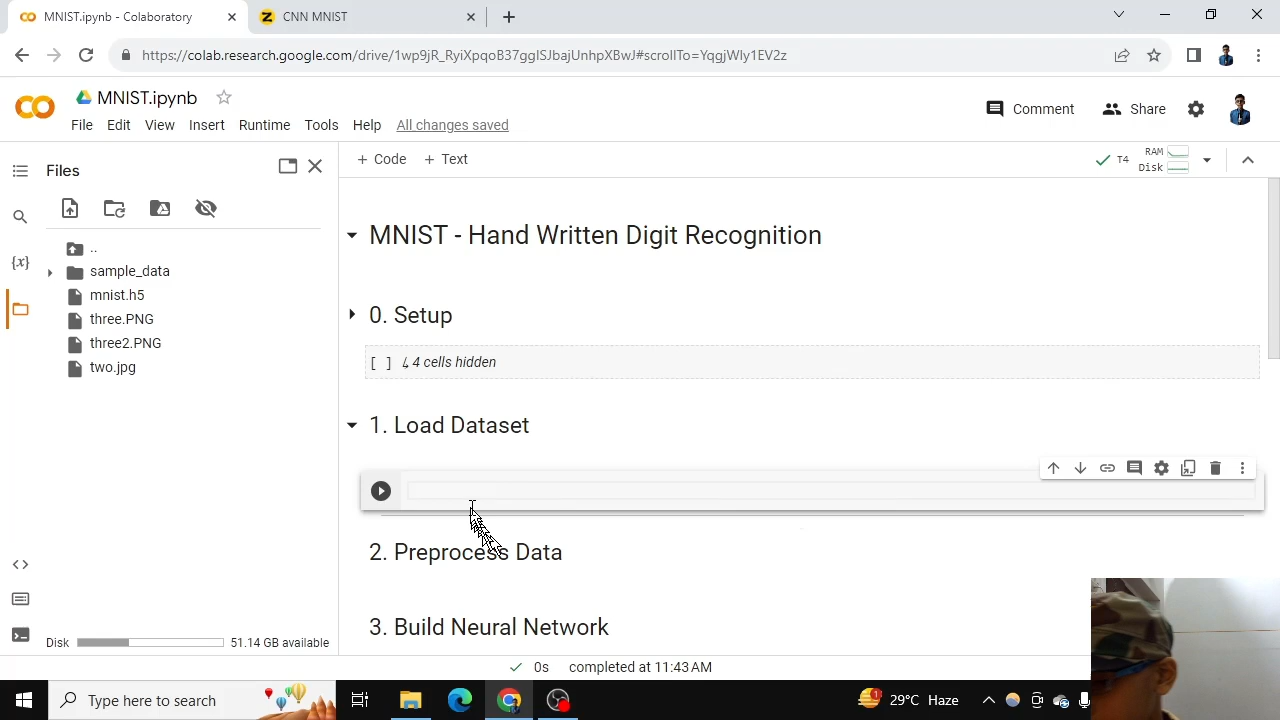 MNIST.ipynb - Colaboratory
CNN MNIST
https://colab.research.google.com/drive/1wp9jR_RyiXpqoB37gglSJbajUnhpXBwJ#scrollTo=YqgjWly1EV2z
MNIST.ipynb
File Edit View Insert Runtime Tools Help All changes saved
Comment
Share
Files
+ Code + Text
T4
RAM
Disk
..
sample_data
mnist.h5
three.PNG
three2.PNG
two.jpg
MNIST - Hand Written Digit Recognition
0. Setup
[ ] ↳ 4 cells hidden
1. Load Dataset
2. Preprocess Data
3. Build Neural Network
Disk 51.14 GB available
0s completed at 11:43 AM
Type here to search
1
29°C Haze